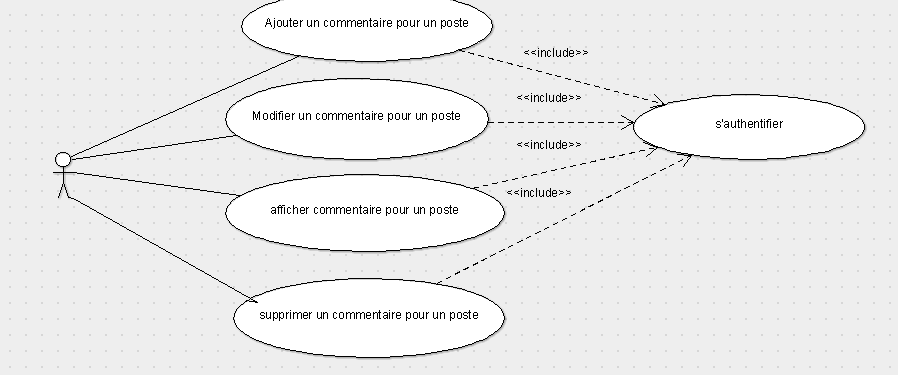 Ajouter un commentaire pour un poste
<<include>>
<<include>>
Modifier un commentaire pour un poste
s'authentifier
<<include>>
<<include>>
afficher commentaire pour un poste
supprimer un commentaire pour un poste